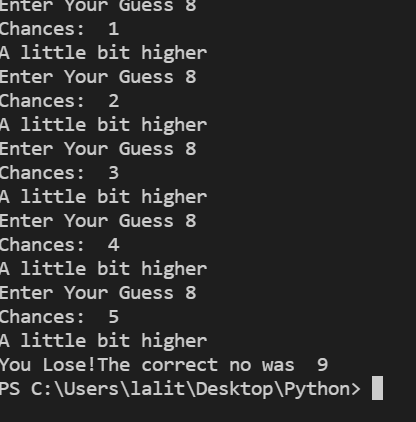 Enter Your Guess 8
Chances:  1
A little bit higher
Enter Your Guess 8
Chances:  2
A little bit higher
Enter Your Guess 8
Chances:  3
A little bit higher
Enter Your Guess 8
Chances:  4
A little bit higher
Enter Your Guess 8
Chances:  5
A little bit higher
You Lose!The correct no was  9
PS C:\Users\lalit\Desktop\Python>